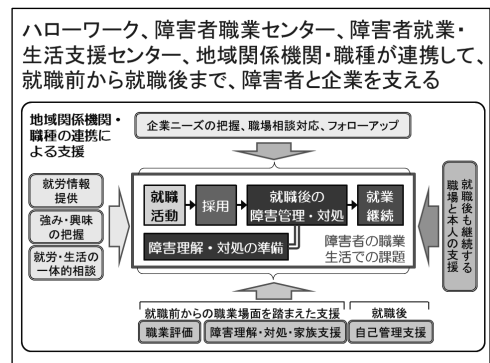 ハローワーク、障害者職業センター、障害者就業・
生活支援センター、地域関係機関・職種が連携して、
就職前から就職後まで、障害者と企業を支える
地域関係機関・
職種の連携に
よる支援
企業ニーズの把握、職場相談対応、フォローアップ
就労情報
提供
強み・興味
の把握
就労・生活の
一体的相談
就職
活動
採用
就職後の
障害管理・対処
就業
継続
障害理解・対処の準備
障害者の職業
生活での課題
就職後も継続する
職場と本人の支援
就職前からの職業場面を踏まえた支援
就職後
職業評価
障害理解・対処・家族支援
自己管理支援